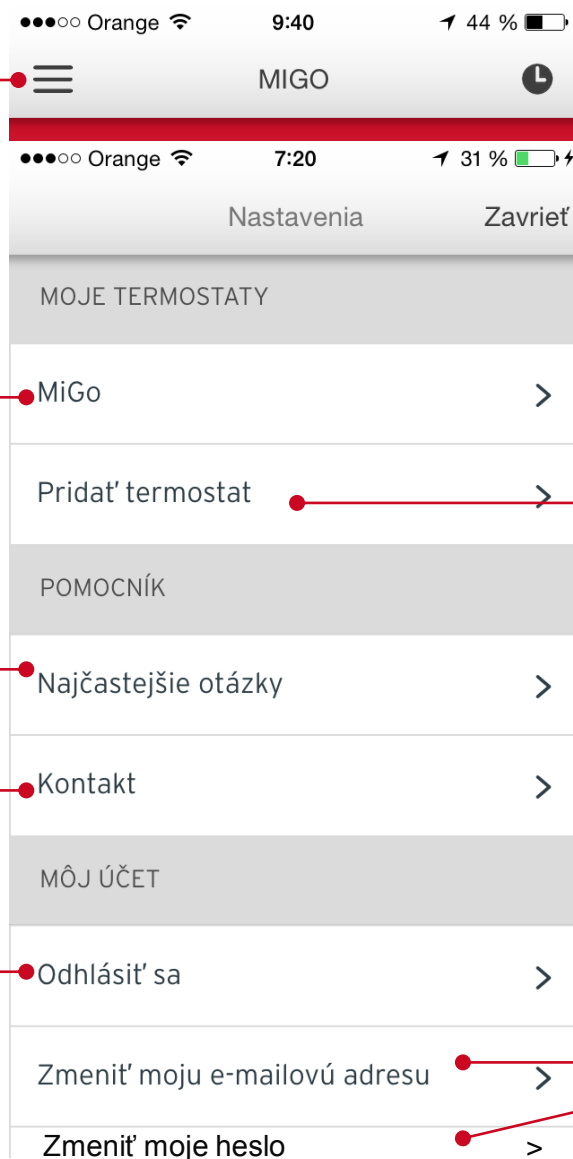 ●●●○○ Orange 9:40 44 %
MIGO
●●●○○ Orange 7:20 31 %
Nastavenia Zavrieť
MOJE TERMOSTATY
MiGo >
Pridať termostat >
POMOCNÍK
Najčastejšie otázky >
Kontakt >
MÔJ ÚČET
Odhlásiť sa >
Zmeniť moju e-mailovú adresu >
Zmeniť moje heslo >